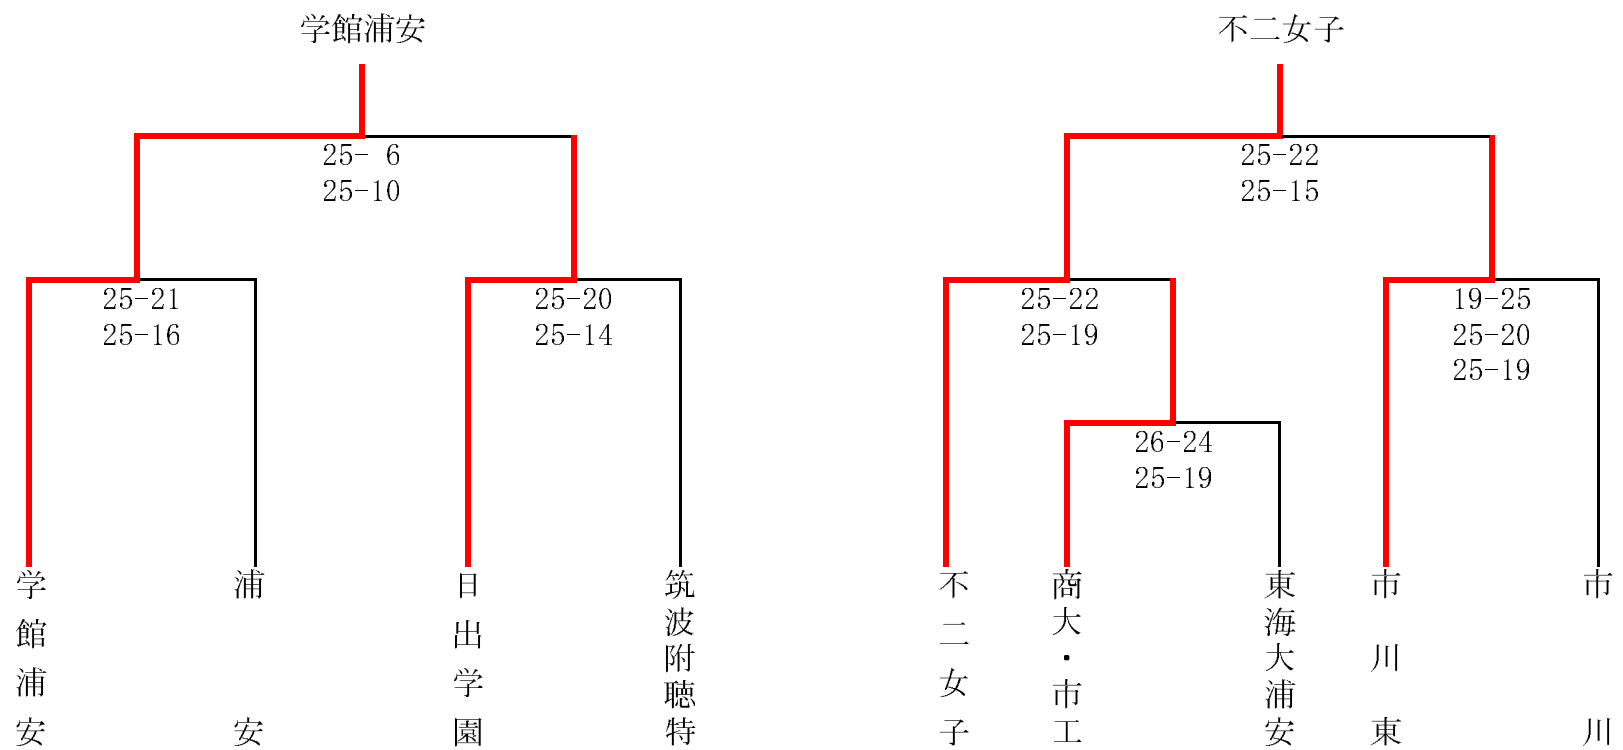 学館浦安
不二女子
25- 6
25-10
25-22
25-15
25-21
25-16
25-20
25-14
25-22
25-19
19-25
25-20
25-19
26-24
25-19
学館浦安
浦安
日出学園
筑波附聴特
不二女子
商大・市工
東海大浦安
市川東
市川